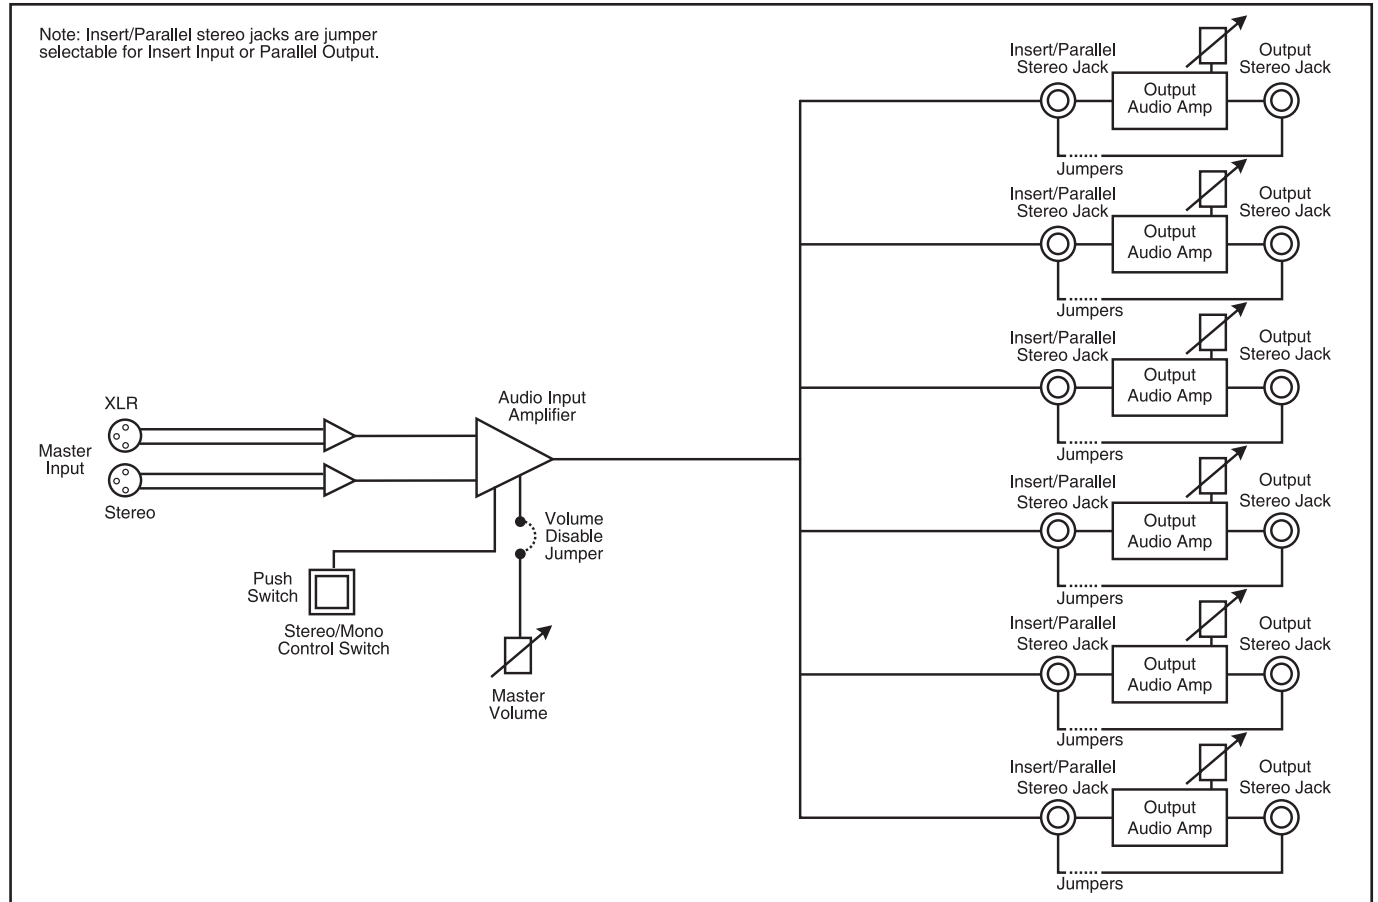 Note: Insert/Parallel stereo jacks are jumper
selectable for Insert Input or Parallel Output.
Insert/Parallel
Stereo Jack
Output
Audio Amp
Output
Stereo Jack
Jumpers
Insert/Parallel
Stereo Jack
Output
Audio Amp
Output
Stereo Jack
Jumpers
Insert/Parallel
Stereo Jack
Output
Audio Amp
Output
Stereo Jack
Jumpers
XLR
Master
Input
Stereo
Audio Input
Amplifier
Volume
Disable
Jumper
Push
Switch
Stereo/Mono
Control Switch
Master
Volume
Insert/Parallel
Stereo Jack
Output
Audio Amp
Output
Stereo Jack
Jumpers
Insert/Parallel
Stereo Jack
Output
Audio Amp
Output
Stereo Jack
Jumpers
Insert/Parallel
Stereo Jack
Output
Audio Amp
Output
Stereo Jack
Jumpers